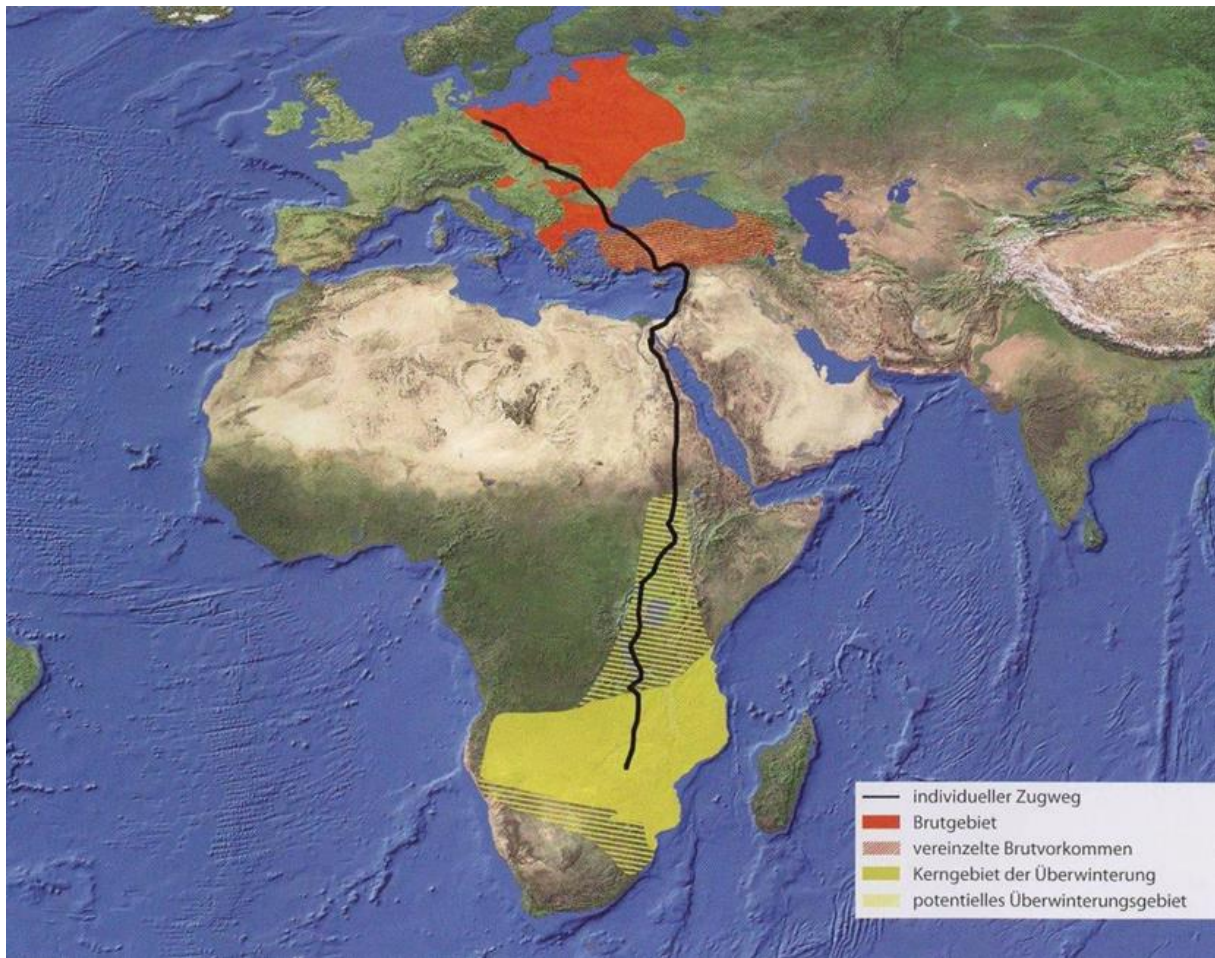 individueller Zugweg
Brutgebiet
vereinzelte Brutvorkommen
Kerngebiet der Überwinterung
potentielles Überwinterungsgebiet